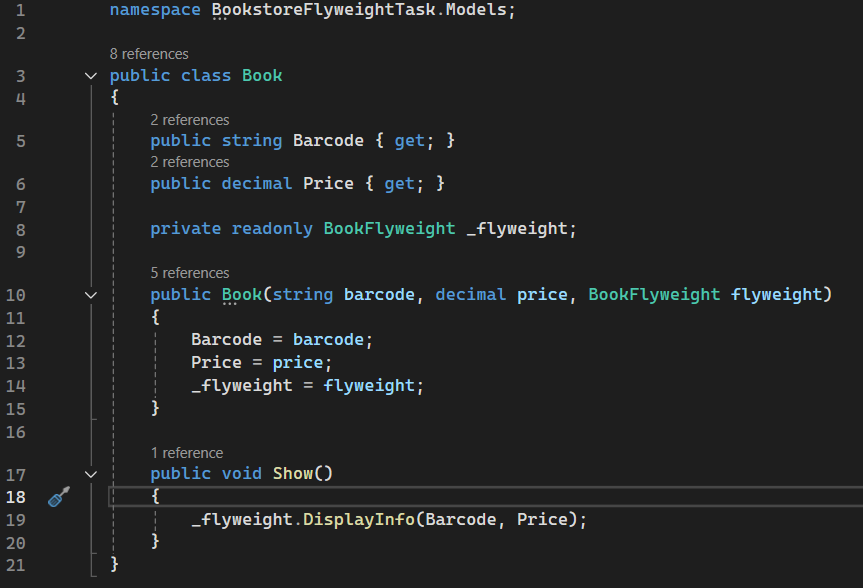 1 namespace BookstoreFlyweightTask.Models;
2
8 references
3 public class Book
4 {
2 references
5 public string Barcode { get; }
2 references
6 public decimal Price { get; }
7
8 private readonly BookFlyweight _flyweight;
9
5 references
10 public Book(string barcode, decimal price, BookFlyweight flyweight)
11 {
12 Barcode = barcode;
13 Price = price;
14 _flyweight = flyweight;
15 }
16
1 reference
17 public void Show()
18 {
19 _flyweight.DisplayInfo(Barcode, Price);
20 }
21 }